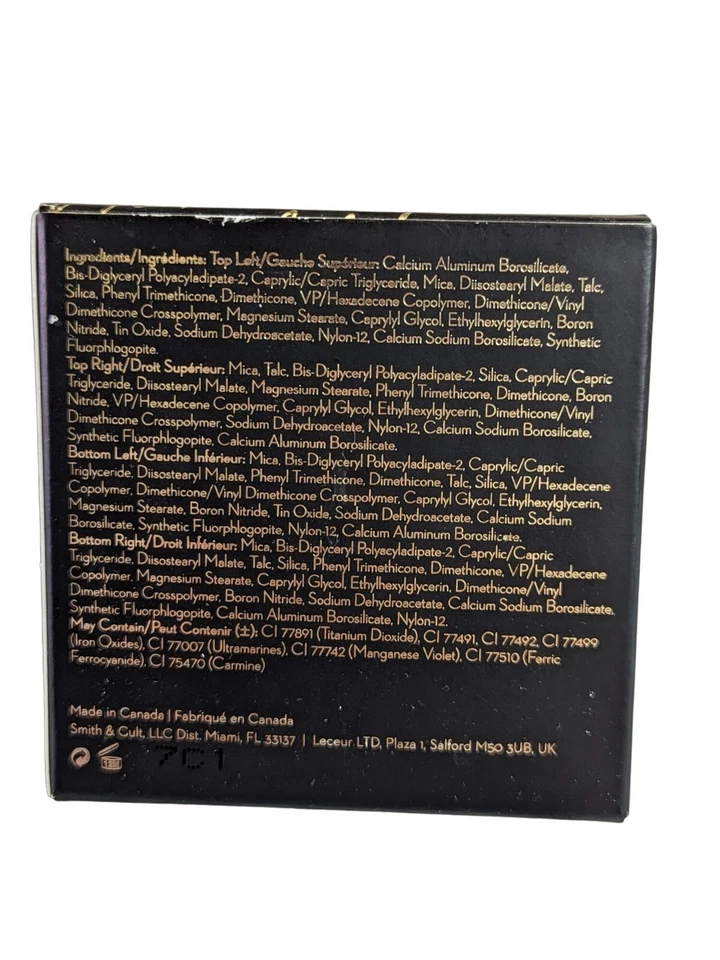 Ingredients/Ingrédients: Top Left/Gauche Supérieur: Calcium Aluminum Borosilicate,
Bis-Diglyceryl Polyacyladipate-2, Caprylic/Capric Triglyceride, Mica, Diisostearyl Malate, Talc,
Silica, Phenyl Trimethicone, Dimethicone, VP/Hexadecene Copolymer, Dimethicone/Vinyl
Dimethicone Crosspolymer, Magnesium Stearate, Caprylyl Glycol, Ethylhexylglycerin, Boron
Nitride, Tin Oxide, Sodium Dehydroacetate, Nylon-12, Calcium Sodium Borosilicate, Synthetic
Fluorphlogopite.
Top Right/Droit Supérieur: Mica, Talc, Bis-Diglyceryl Polyacyladipate-2, Silica, Caprylic/Capric
Triglyceride, Diisostearyl Malate, Magnesium Stearate, Phenyl Trimethicone, Dimethicone, Boron
Nitride, VP/Hexadecene Copolymer, Caprylyl Glycol, Ethylhexylglycerin, Dimethicone/Vinyl
Dimethicone Crosspolymer, Sodium Dehydroacetate, Nylon-12, Calcium Sodium Borosilicate,
Synthetic Fluorphlogopite, Calcium Aluminum Borosilicate.
Bottom Left/Gauche Inférieur: Mica, Bis-Diglyceryl Polyacyladipate-2, Caprylic/Capric
Triglyceride, Diisostearyl Malate, Phenyl Trimethicone, Dimethicone, Talc, Silica, VP/Hexadecene
Copolymer, Dimethicone/Vinyl Dimethicone Crosspolymer, Caprylyl Glycol, Ethylhexylglycerin,
Magnesium Stearate, Boron Nitride, Tin Oxide, Sodium Dehydroacetate, Calcium Sodium
Borosilicate, Synthetic Fluorphlogopite, Nylon-12, Calcium Aluminum Borosilicate.
Bottom Right/Droit Inférieur: Mica, Bis-Diglyceryl Polyacyladipate-2, Caprylic/Capric
Triglyceride, Diisostearyl Malate, Talc, Silica, Phenyl Trimethicone, Dimethicone, VP/Hexadecene
Copolymer, Magnesium Stearate, Caprylyl Glycol, Ethylhexylglycerin, Dimethicone/Vinyl
Dimethicone Crosspolymer, Boron Nitride, Sodium Dehydroacetate, Calcium Sodium Borosilicate,
Synthetic Fluorphlogopite, Calcium Aluminum Borosilicate, Nylon-12.
May Contain/Peut Contenir (±): CI 77891 (Titanium Dioxide), CI 77491, CI 77492, CI 77499
(Iron Oxides), CI 77007 (Ultramarines), CI 77742 (Manganese Violet), CI 77510 (Ferric
Ferrocyanide), CI 75470 (Carmine)
Made in Canada | Fabriqué en Canada
Smith & Cult, LLC Dist. Miami, FL 33137 | Leceur LTD, Plaza 1, Salford M50 3UB, UK
7C1